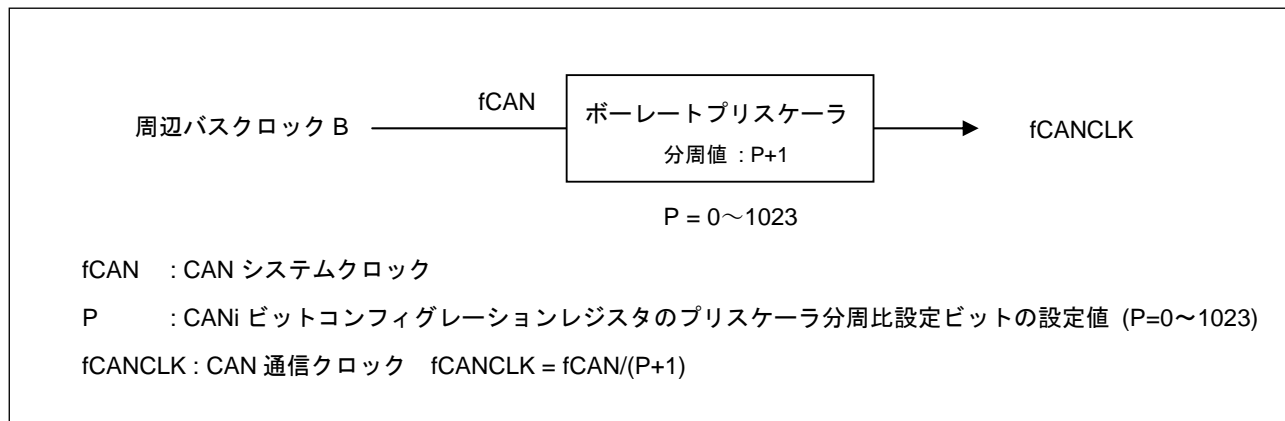 周辺バスクロック B
fCAN
ボーレートプリスケーラ
分周値 : P+1
fCANCLK
P = 0～1023
fCAN : CAN システムクロック
P : CANi ビットコンフィグレーションレジスタのプリスケーラ分周比設定ビットの設定値 (P=0～1023)
fCANCLK : CAN 通信クロック fCANCLK = fCAN/(P+1)